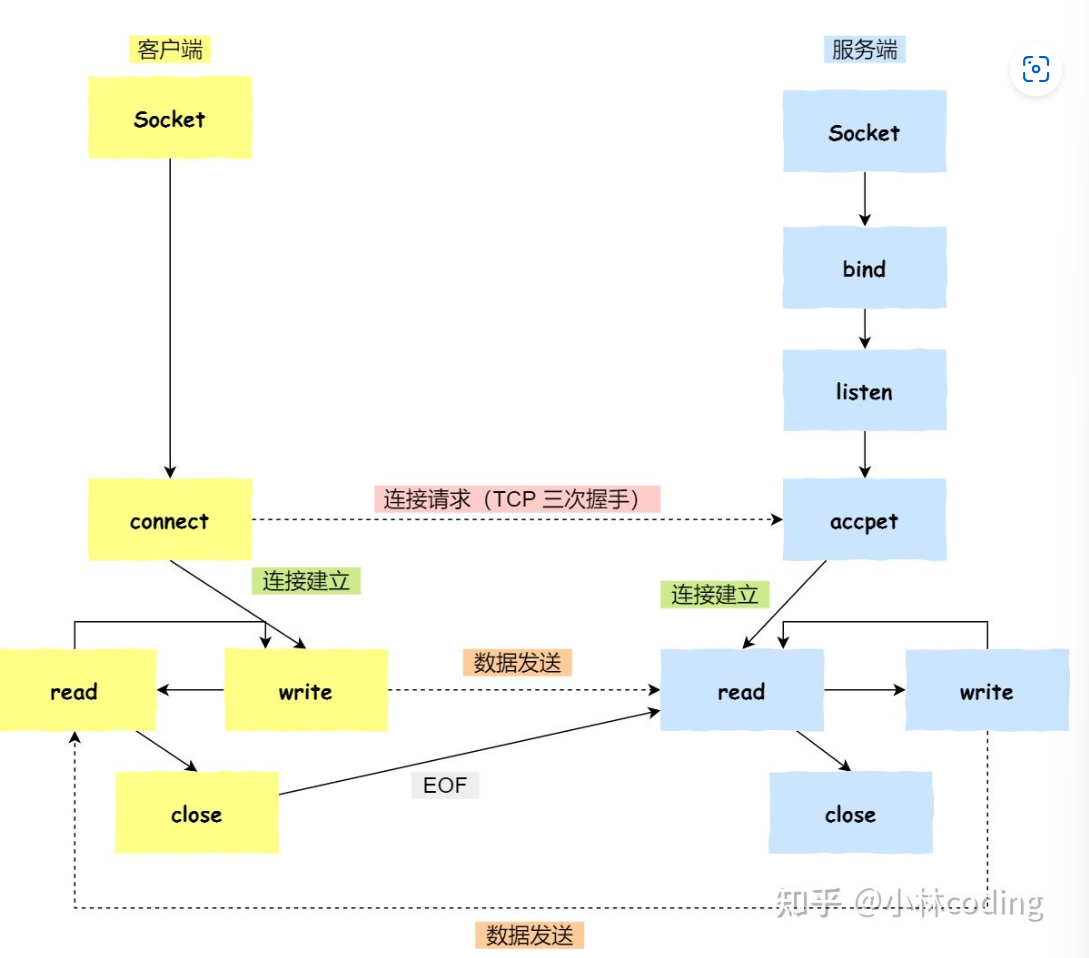 客户端
服务端
Socket
Socket
bind
listen
连接请求（TCP 三次握手）
connect
accpet
连接建立
连接建立
数据发送
read
write
read
write
EOF
close
close
知乎 @小林coding
数据发送